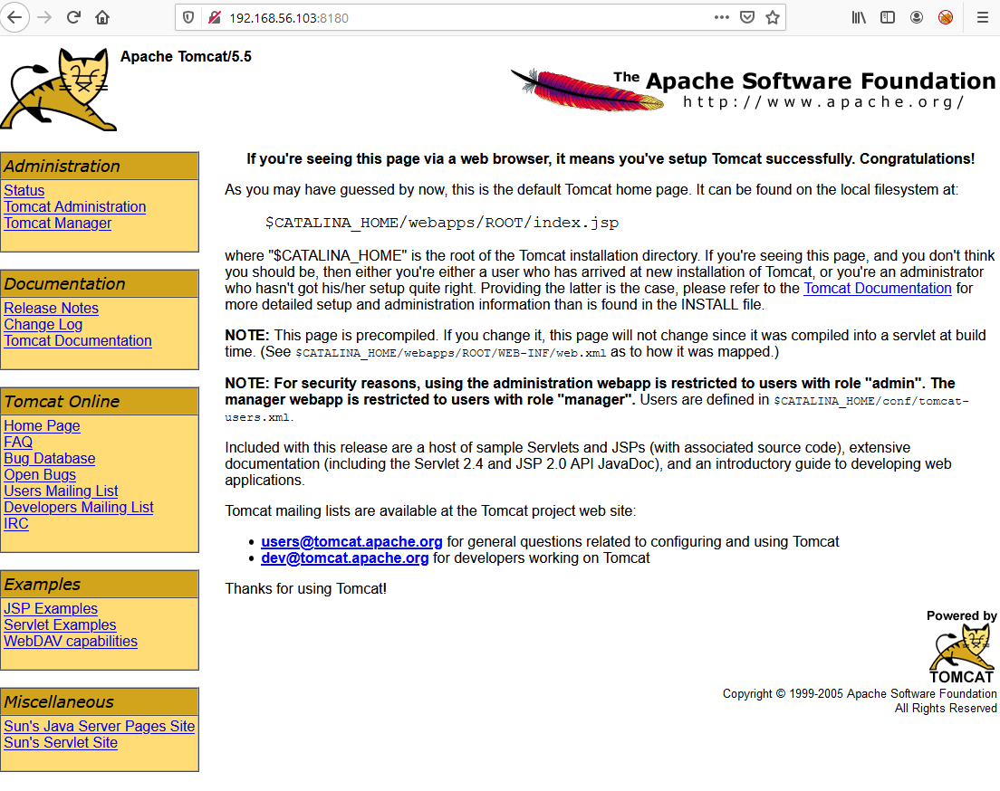 192.168.56.103:8180
Apache Tomcat/5.5
The Apache Software Foundation
http://www.apache.org/
Administration
Status
Tomcat Administration
Tomcat Manager
Documentation
Release Notes
Change Log
Tomcat Documentation
Tomcat Online
Home Page
FAQ
Bug Database
Open Bugs
Users Mailing List
Developers Mailing List
IRC
Examples
JSP Examples
Servlet Examples
WebDAV capabilities
Miscellaneous
Sun's Java Server Pages Site
Sun's Servlet Site
If you're seeing this page via a web browser, it means you've setup Tomcat successfully. Congratulations!
As you may have guessed by now, this is the default Tomcat home page. It can be found on the local filesystem at:
$CATALINA_HOME/webapps/ROOT/index.jsp
where "$CATALINA_HOME" is the root of the Tomcat installation directory. If you're seeing this page, and you don't think
you should be, then either you're either a user who has arrived at new installation of Tomcat, or you're an administrator
who hasn't got his/her setup quite right. Providing the latter is the case, please refer to the Tomcat Documentation for
more detailed setup and administration information than is found in the INSTALL file.
NOTE: This page is precompiled. If you change it, this page will not change since it was compiled into a servlet at build
time. (See $CATALINA_HOME/webapps/ROOT/WEB-INF/web.xml as to how it was mapped.)
NOTE: For security reasons, using the administration webapp is restricted to users with role "admin". The
manager webapp is restricted to users with role "manager". Users are defined in $CATALINA_HOME/conf/tomcat-
users.xml.
Included with this release are a host of sample Servlets and JSPs (with associated source code), extensive
documentation (including the Servlet 2.4 and JSP 2.0 API JavaDoc), and an introductory guide to developing web
applications.
Tomcat mailing lists are available at the Tomcat project web site:
• users@tomcat.apache.org for general questions related to configuring and using Tomcat
• dev@tomcat.apache.org for developers working on Tomcat
Thanks for using Tomcat!
Powered by
TOMCAT
Copyright © 1999-2005 Apache Software Foundation
All Rights Reserved